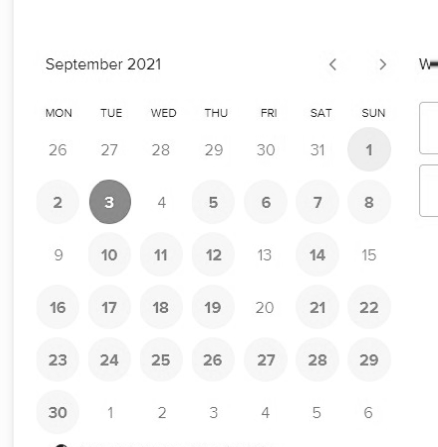 September 2021 < >
MON TUE WED THU FRI SAT SUN
26 27 28 29 30 31 1
2 3 4 5 6 7 8
9 10 11 12 13 14 15
16 17 18 19 20 21 22
23 24 25 26 27 28 29
30 1 2 3 4 5 6